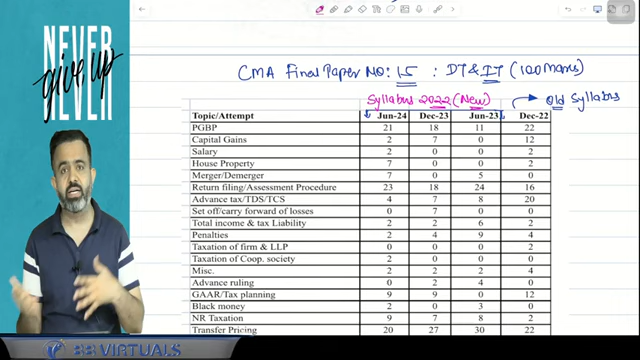 NEVER
give up
NEVER
CMA Final Paper NO: 15 : DT & IT (100 Marks)
Syllabus 2022 (New)
Old Syllabus
Topic/Attempt Jun-24 Dec-23 Jun-23 Dec-22
PGBP 21 18 11 22
Capital Gains 2 7 0 12
Salary 2 0 0 2
House Property 7 0 0 2
Merger/Demerger 7 0 5 0
Return filing/Assessment Procedure 23 18 24 16
Advance tax/TDS/TCS 4 7 8 20
Set off/carry forward of losses 0 7 0 0
Total income & tax Liability 2 2 6 2
Penalties 2 4 9 4
Taxation of firm & LLP 0 0 0 2
Taxation of Coop. society 2 0 0 0
Misc. 2 2 2 4
Advance ruling 0 2 4 0
GAAR/Tax planning 9 9 0 12
Black money 2 0 3 0
NR Taxation 9 7 8 2
Transfer Pricing 20 27 30 22
VIRTUALS